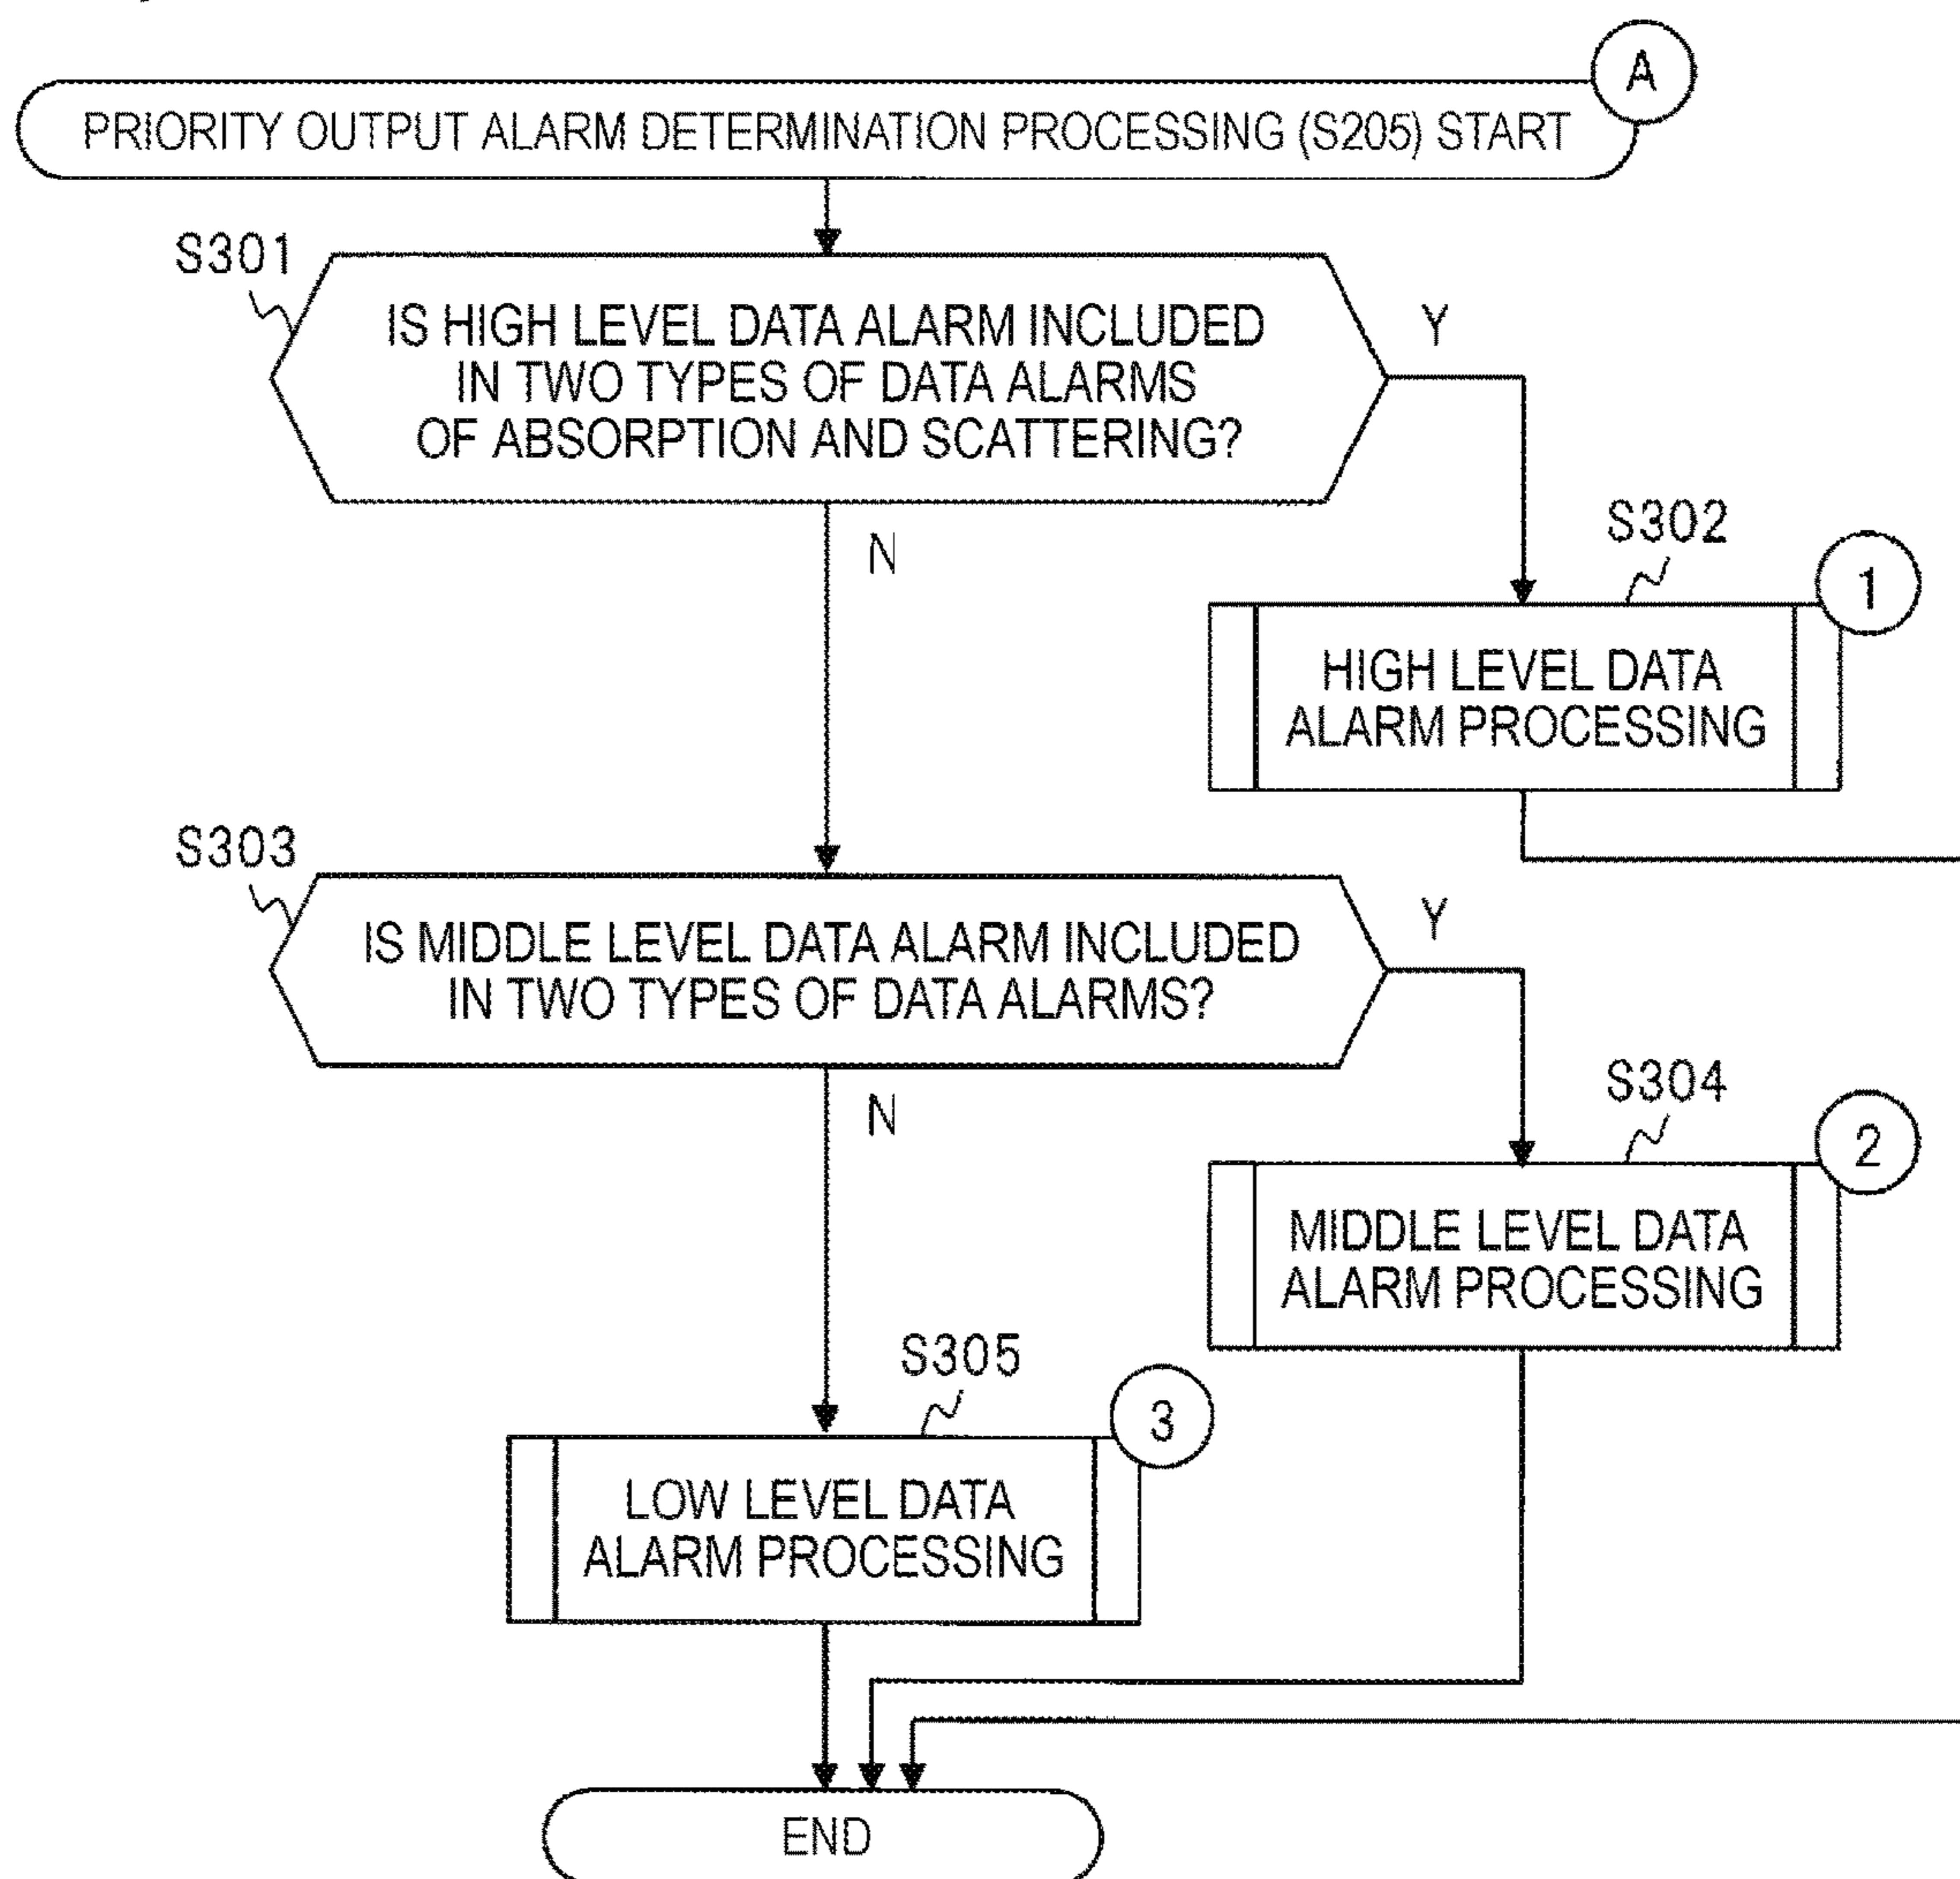 A
PRIORITY OUTPUT ALARM DETERMINATION PROCESSING (S205) START
S301
IS HIGH LEVEL DATA ALARM INCLUDED
IN TWO TYPES OF DATA ALARMS
OF ABSORPTION AND SCATTERING?
Y
N
S302
1
HIGH LEVEL DATA
ALARM PROCESSING
S303
IS MIDDLE LEVEL DATA ALARM INCLUDED
IN TWO TYPES OF DATA ALARMS?
Y
N
S304
2
MIDDLE LEVEL DATA
ALARM PROCESSING
S305
3
LOW LEVEL DATA
ALARM PROCESSING
END